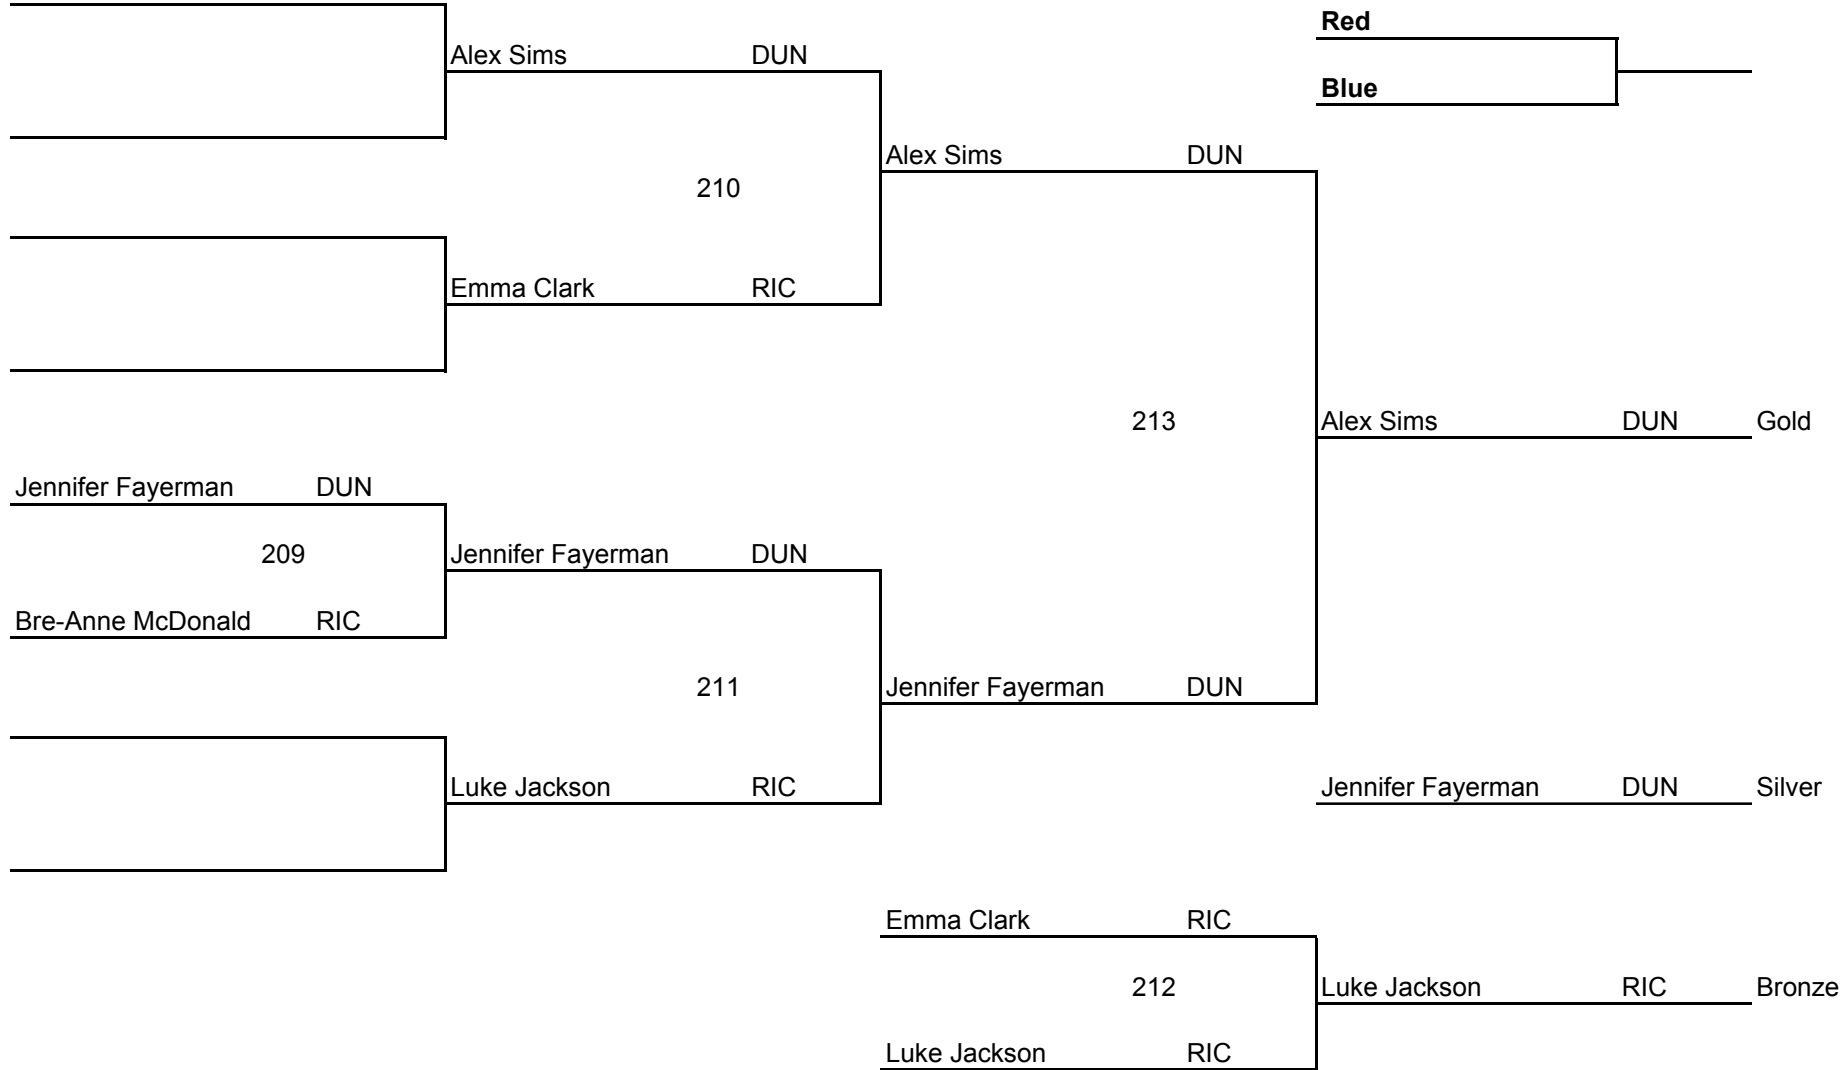 Red
Alex Sims DUN
Blue
Alex Sims DUN
210
Emma Clark RIC
213 Alex Sims DUN Gold
Jennifer Fayerman DUN
209 Jennifer Fayerman DUN
Bre-Anne McDonald RIC
211 Jennifer Fayerman DUN
Luke Jackson RIC Jennifer Fayerman DUN Silver
Emma Clark RIC
212 Luke Jackson RIC Bronze
Luke Jackson RIC